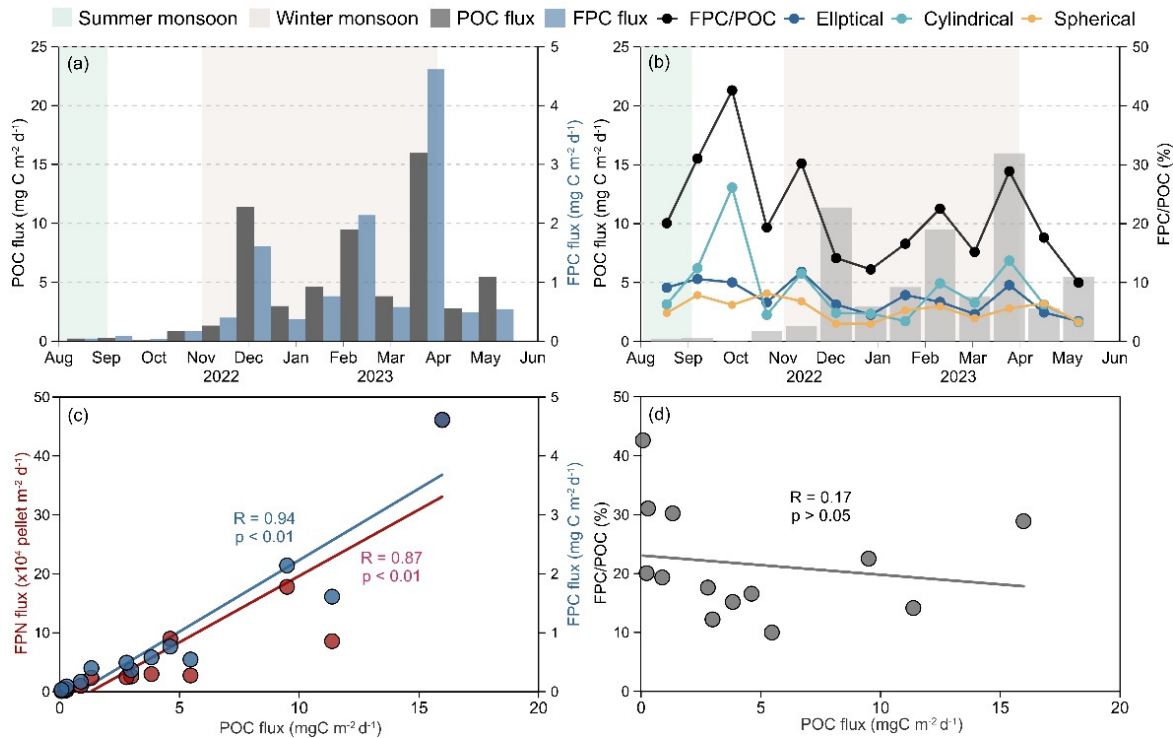 Summer monsoon Winter monsoon POC flux FPC flux FPC/POC Ellptical Cylindrical Spherical
(a)
25
20
15
10
5
0
POC flux (mg C m⁻² d⁻¹)
5
4
3
2
1
0
FPC flux (mg C m⁻² d⁻¹)
Aug Sep Oct Nov Dec Jan Feb Mar Apr May Jun
2022 2023
(b)
25
20
15
10
5
0
POC flux (mg C m⁻² d⁻¹)
50
40
30
20
10
0
FPC/POC (%)
Aug Sep Oct Nov Dec Jan Feb Mar Apr May Jun
2022 2023
(c)
50
40
30
20
10
0
FPN flux (x10⁴ pellet m⁻² d⁻¹)
R = 0.94
p < 0.01
R = 0.87
p < 0.01
5
4
3
2
1
0
FPC flux (mg C m⁻² d⁻¹)
0 5 10 15 20
POC flux (mgC m⁻² d⁻¹)
(d)
50
40
30
20
10
0
FPC/POC (%)
R = 0.17
p > 0.05
0 5 10 15 20
POC flux (mgC m⁻² d⁻¹)